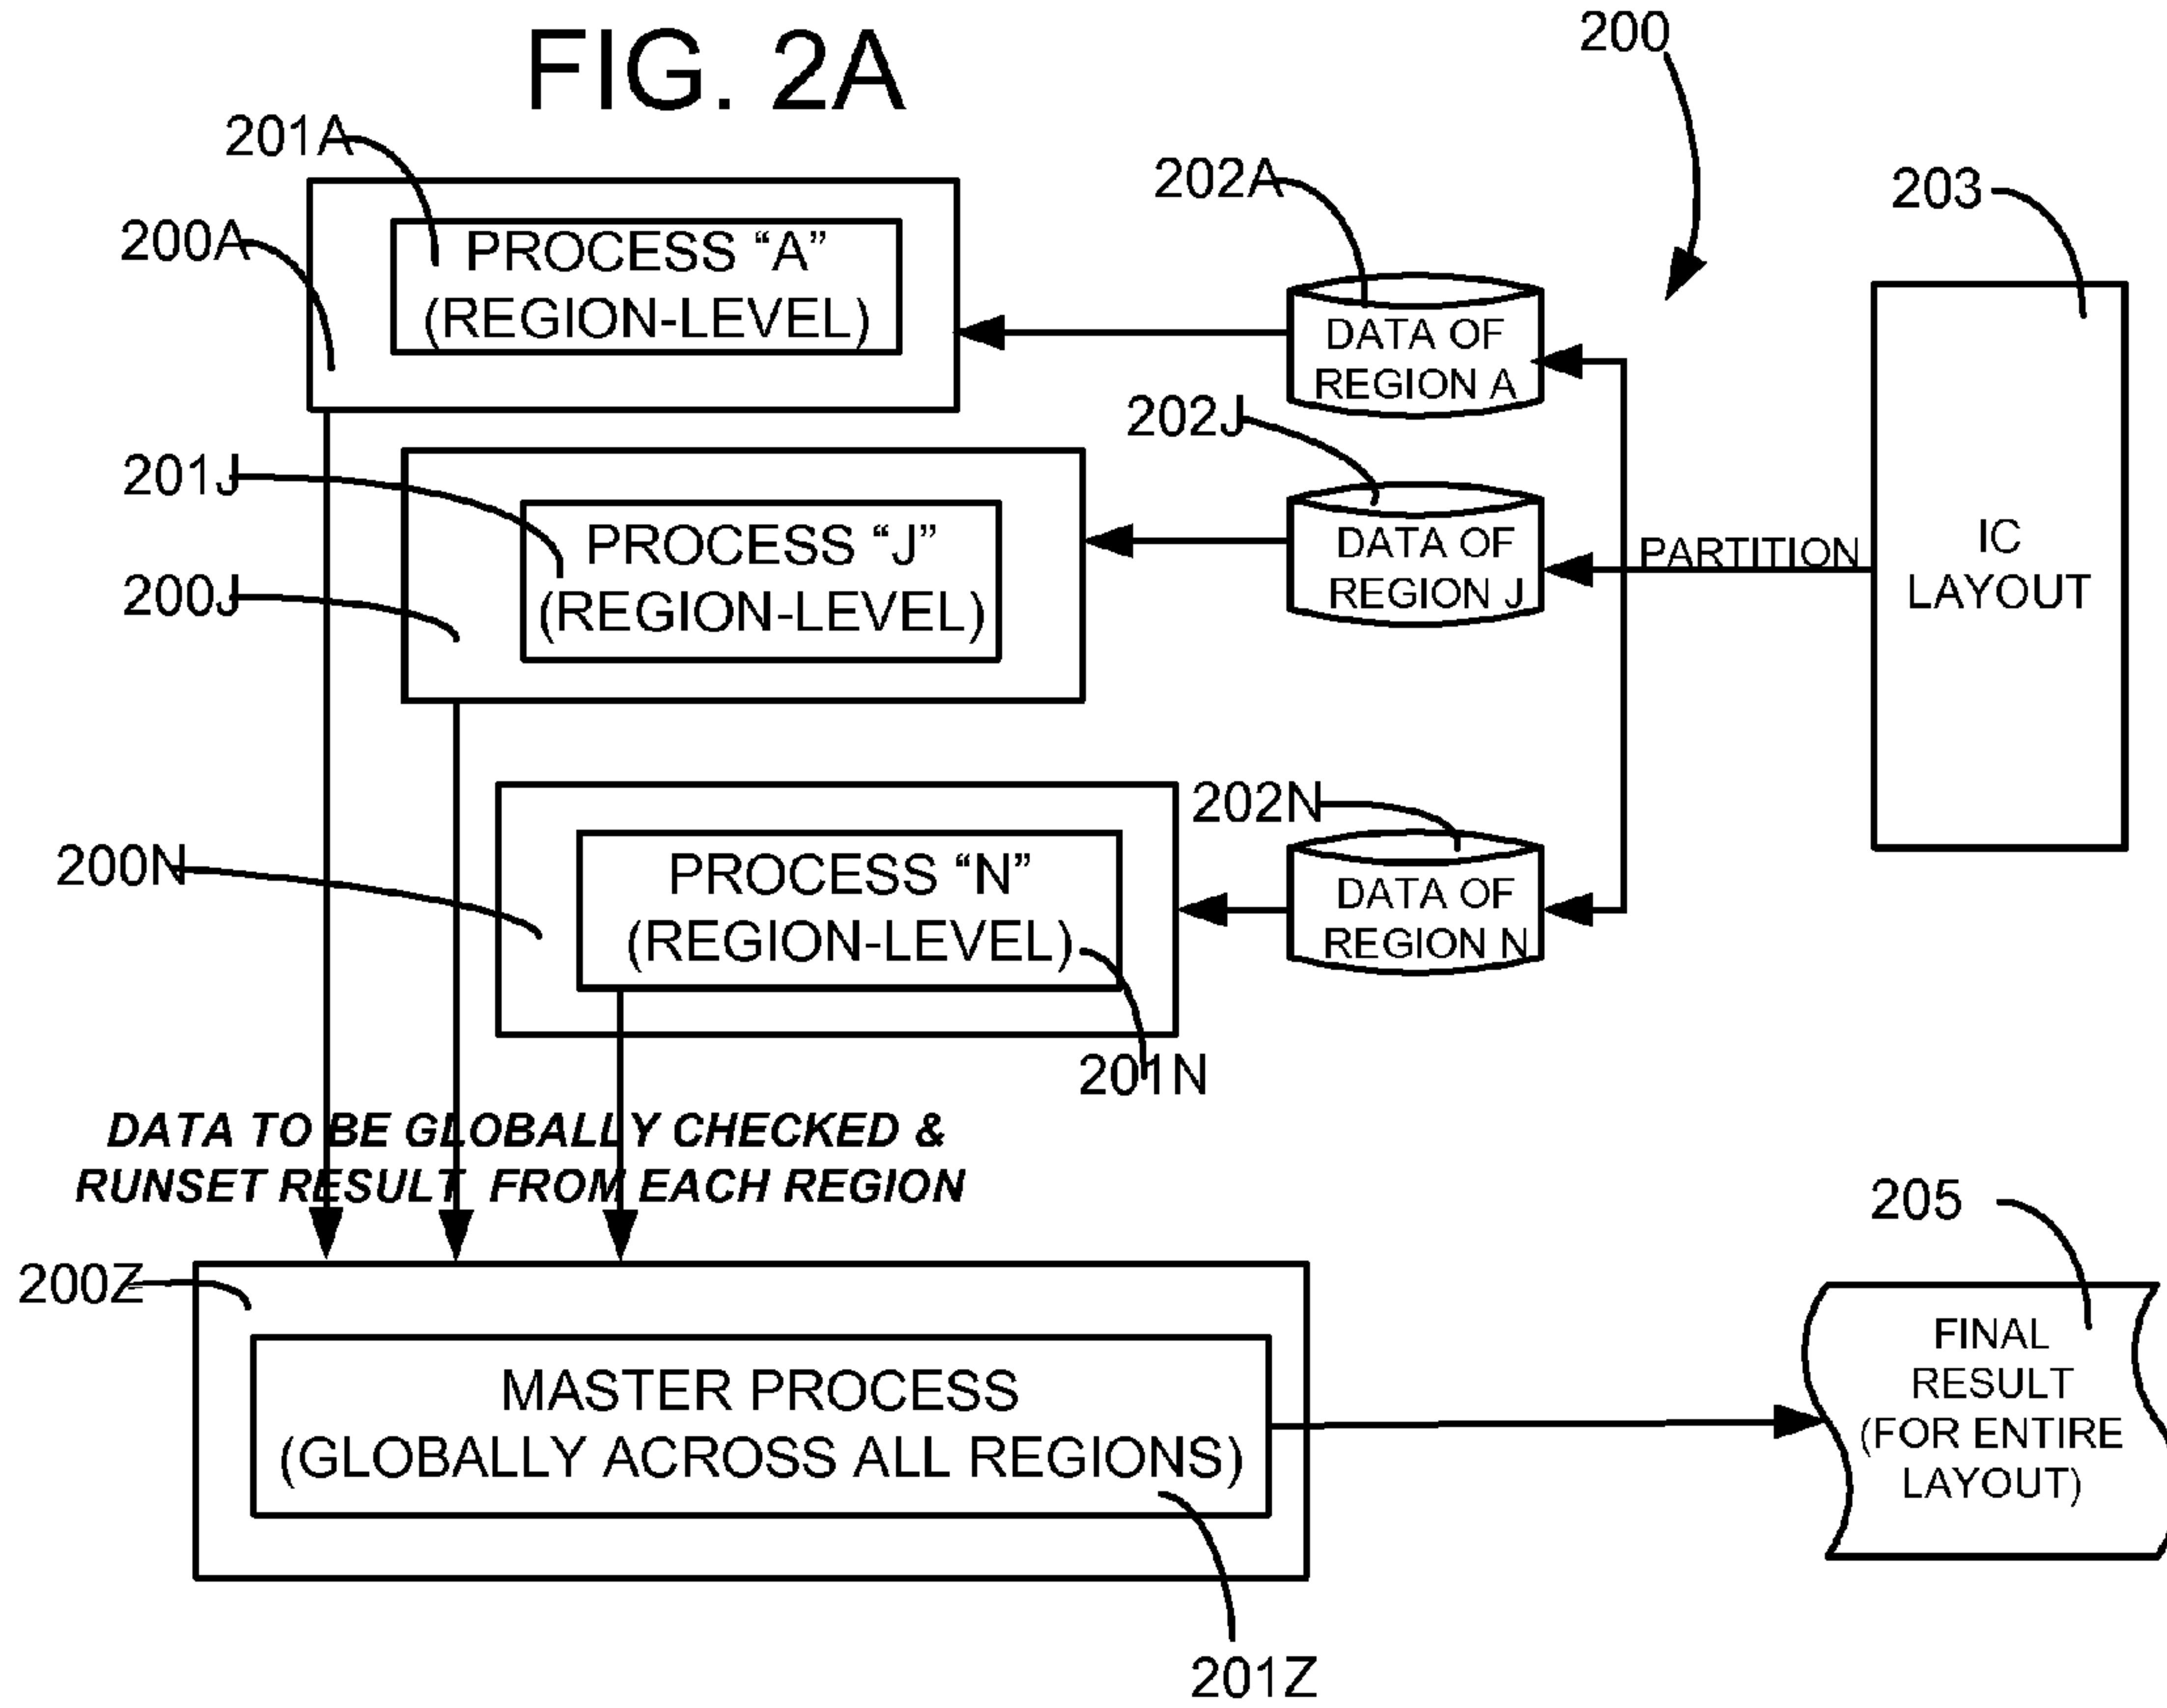 FIG. 2A
200
201A
202A
203
200A
PROCESS “A”
(REGION-LEVEL)
DATA OF
REGION A
202J
201J
PROCESS “J”
(REGION-LEVEL)
200J
DATA OF
REGION J
PARTITION
IC
LAYOUT
202N
200N
PROCESS “N”
(REGION-LEVEL)
DATA OF
REGION N
201N
DATA TO BE GLOBALLY CHECKED &
RUNSET RESULT FROM EACH REGION
205
200Z
MASTER PROCESS
(GLOBALLY ACROSS ALL REGIONS)
FINAL
RESULT
(FOR ENTIRE
LAYOUT)
201Z